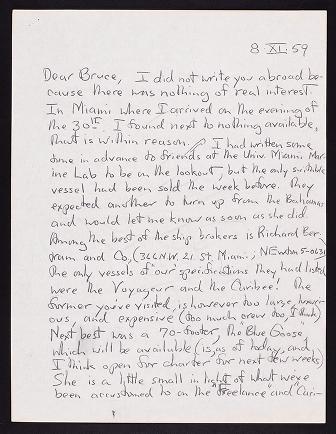 8 XI. 59
Dear Bruce, I did not write you abroad be-
cause there was nothing of real interest.
In Miami where I arrived on the evening of
the 30th. I found next to nothing available,
that is within reason. I had written some
time in advance to friends at the Univ. Miami Mar-
ine Lab to be on the lookout, but the only suitable
vessel had been sold the week before. They
expected another to turn up from the Bahamas
and would let me know as soon as she did.
Among the best of the ship brokers is Richard Ber-
tram and Co, (3660 N.W. 21 St. Miami; NEwton 5-0631
The only vessels of our specifications they had listed
were the Voyageur and the Caribee! The
former you've visited, is however too large, luxuri-
ous, and expensive (too much crew too, I think)
Next best was a 70-footer, the "Blue Goose"
which will be available (is, as of today, and
I think open for charter for next few weeks)
She is a little small in light of what we've
been accustomed to on the "Freelance" and Cari-